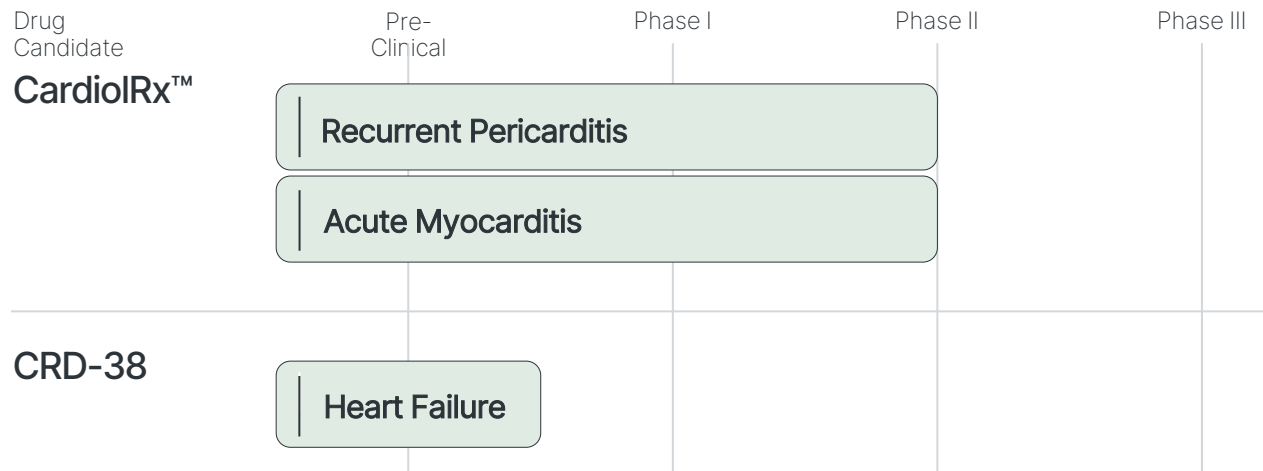 Drug
Candidate
Pre-
Clinical
Phase I
Phase II
Phase III
CardiolRx™
Recurrent Pericarditis
Acute Myocarditis
CRD-38
Heart Failure